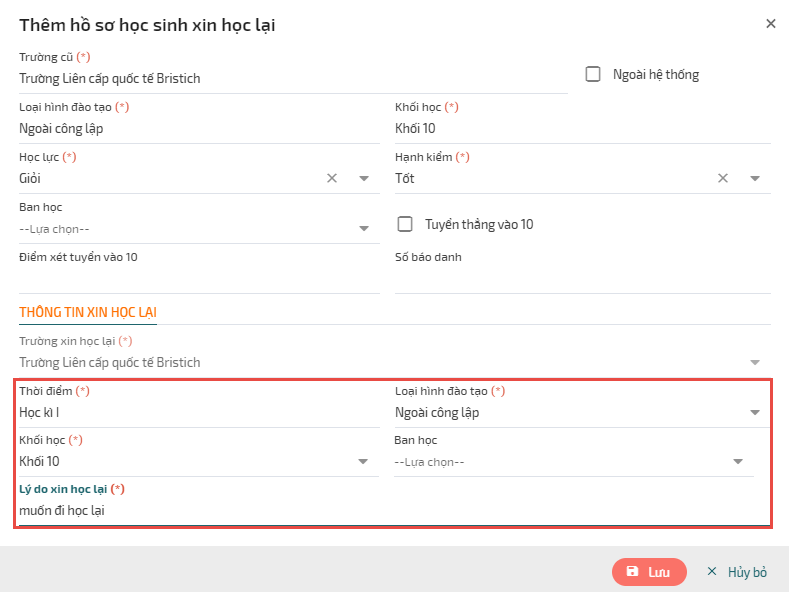 Thêm hồ sơ học sinh xin học lại
Trường cũ (*)
Trường Liên cấp quốc tế Bristich
Ngoài hệ thống
Loại hình đào tạo (*)
Khối học (*)
Ngoài công lập
Khối 10
Học lực (*)
Hạnh kiểm (*)
Giỏi
Tốt
Ban học
--Lựa chọn--
Tuyển thẳng vào 10
Điểm xét tuyển vào 10
Số báo danh
THÔNG TIN XIN HỌC LẠI
Trường xin học lại (*)
Trường Liên cấp quốc tế Bristich
Thời điểm (*)
Loại hình đào tạo (*)
Học kì I
Ngoài công lập
Khối học (*)
Ban học
Khối 10
--Lựa chọn--
Lý do xin học lại (*)
muốn đi học lại
Lưu
Hủy bỏ